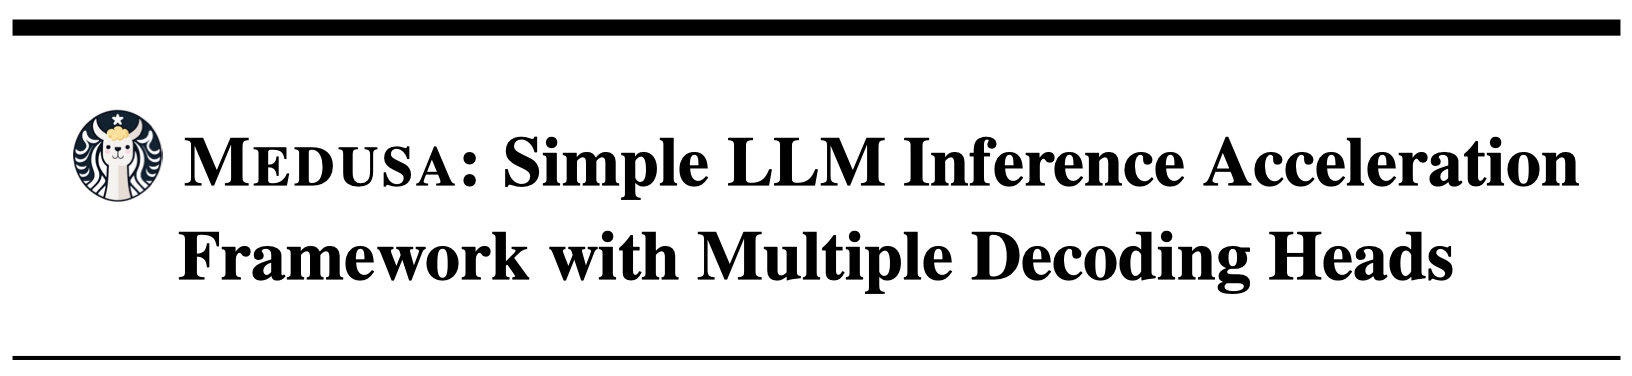 MEDUSA: Simple LLM Inference Acceleration
Framework with Multiple Decoding Heads